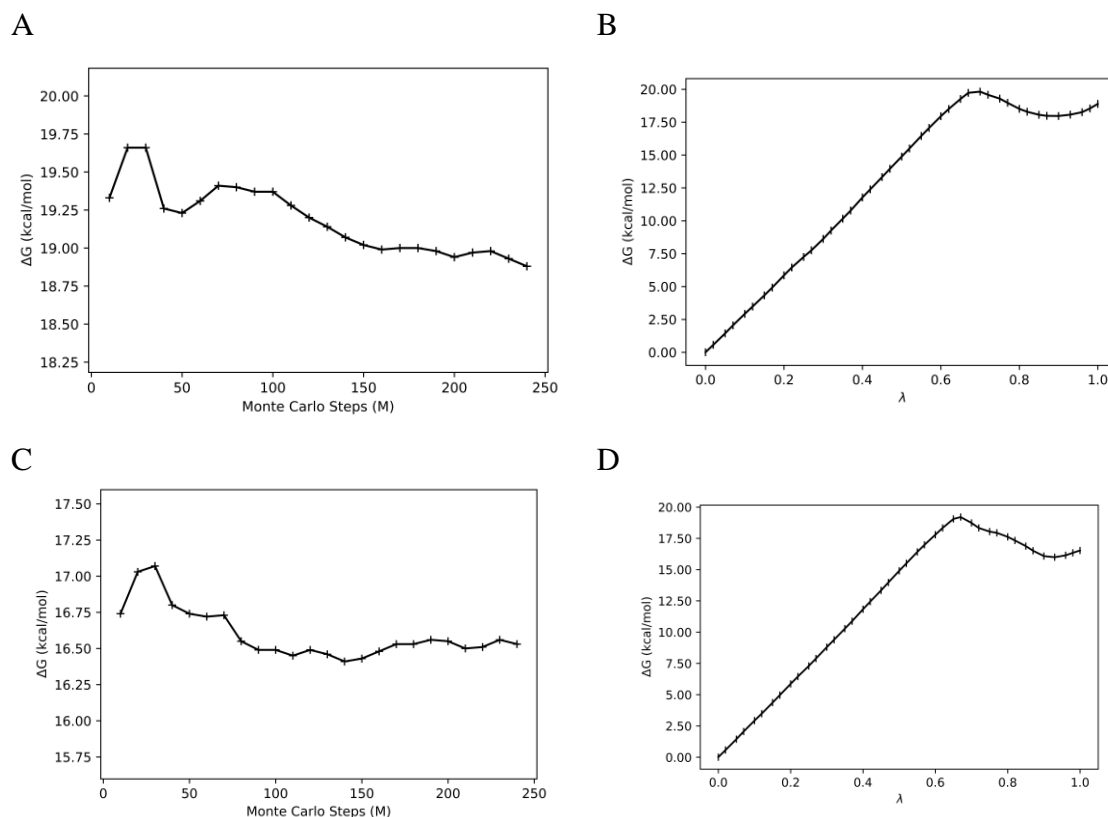 A
20.00
19.75
19.50
19.25
19.00
18.75
18.50
18.25
ΔG (kcal/mol)
0 50 100 150 200 250
Monte Carlo Steps (M)
B
20.00
17.50
15.00
12.50
10.00
7.50
5.00
2.50
0.00
ΔG (kcal/mol)
0.0 0.2 0.4 0.6 0.8 1.0
λ
C
17.50
17.25
17.00
16.75
16.50
16.25
16.00
15.75
ΔG (kcal/mol)
0 50 100 150 200 250
Monte Carlo Steps (M)
D
20.00
17.50
15.00
12.50
10.00
7.50
5.00
2.50
0.00
ΔG (kcal/mol)
0.0 0.2 0.4 0.6 0.8 1.0
λ